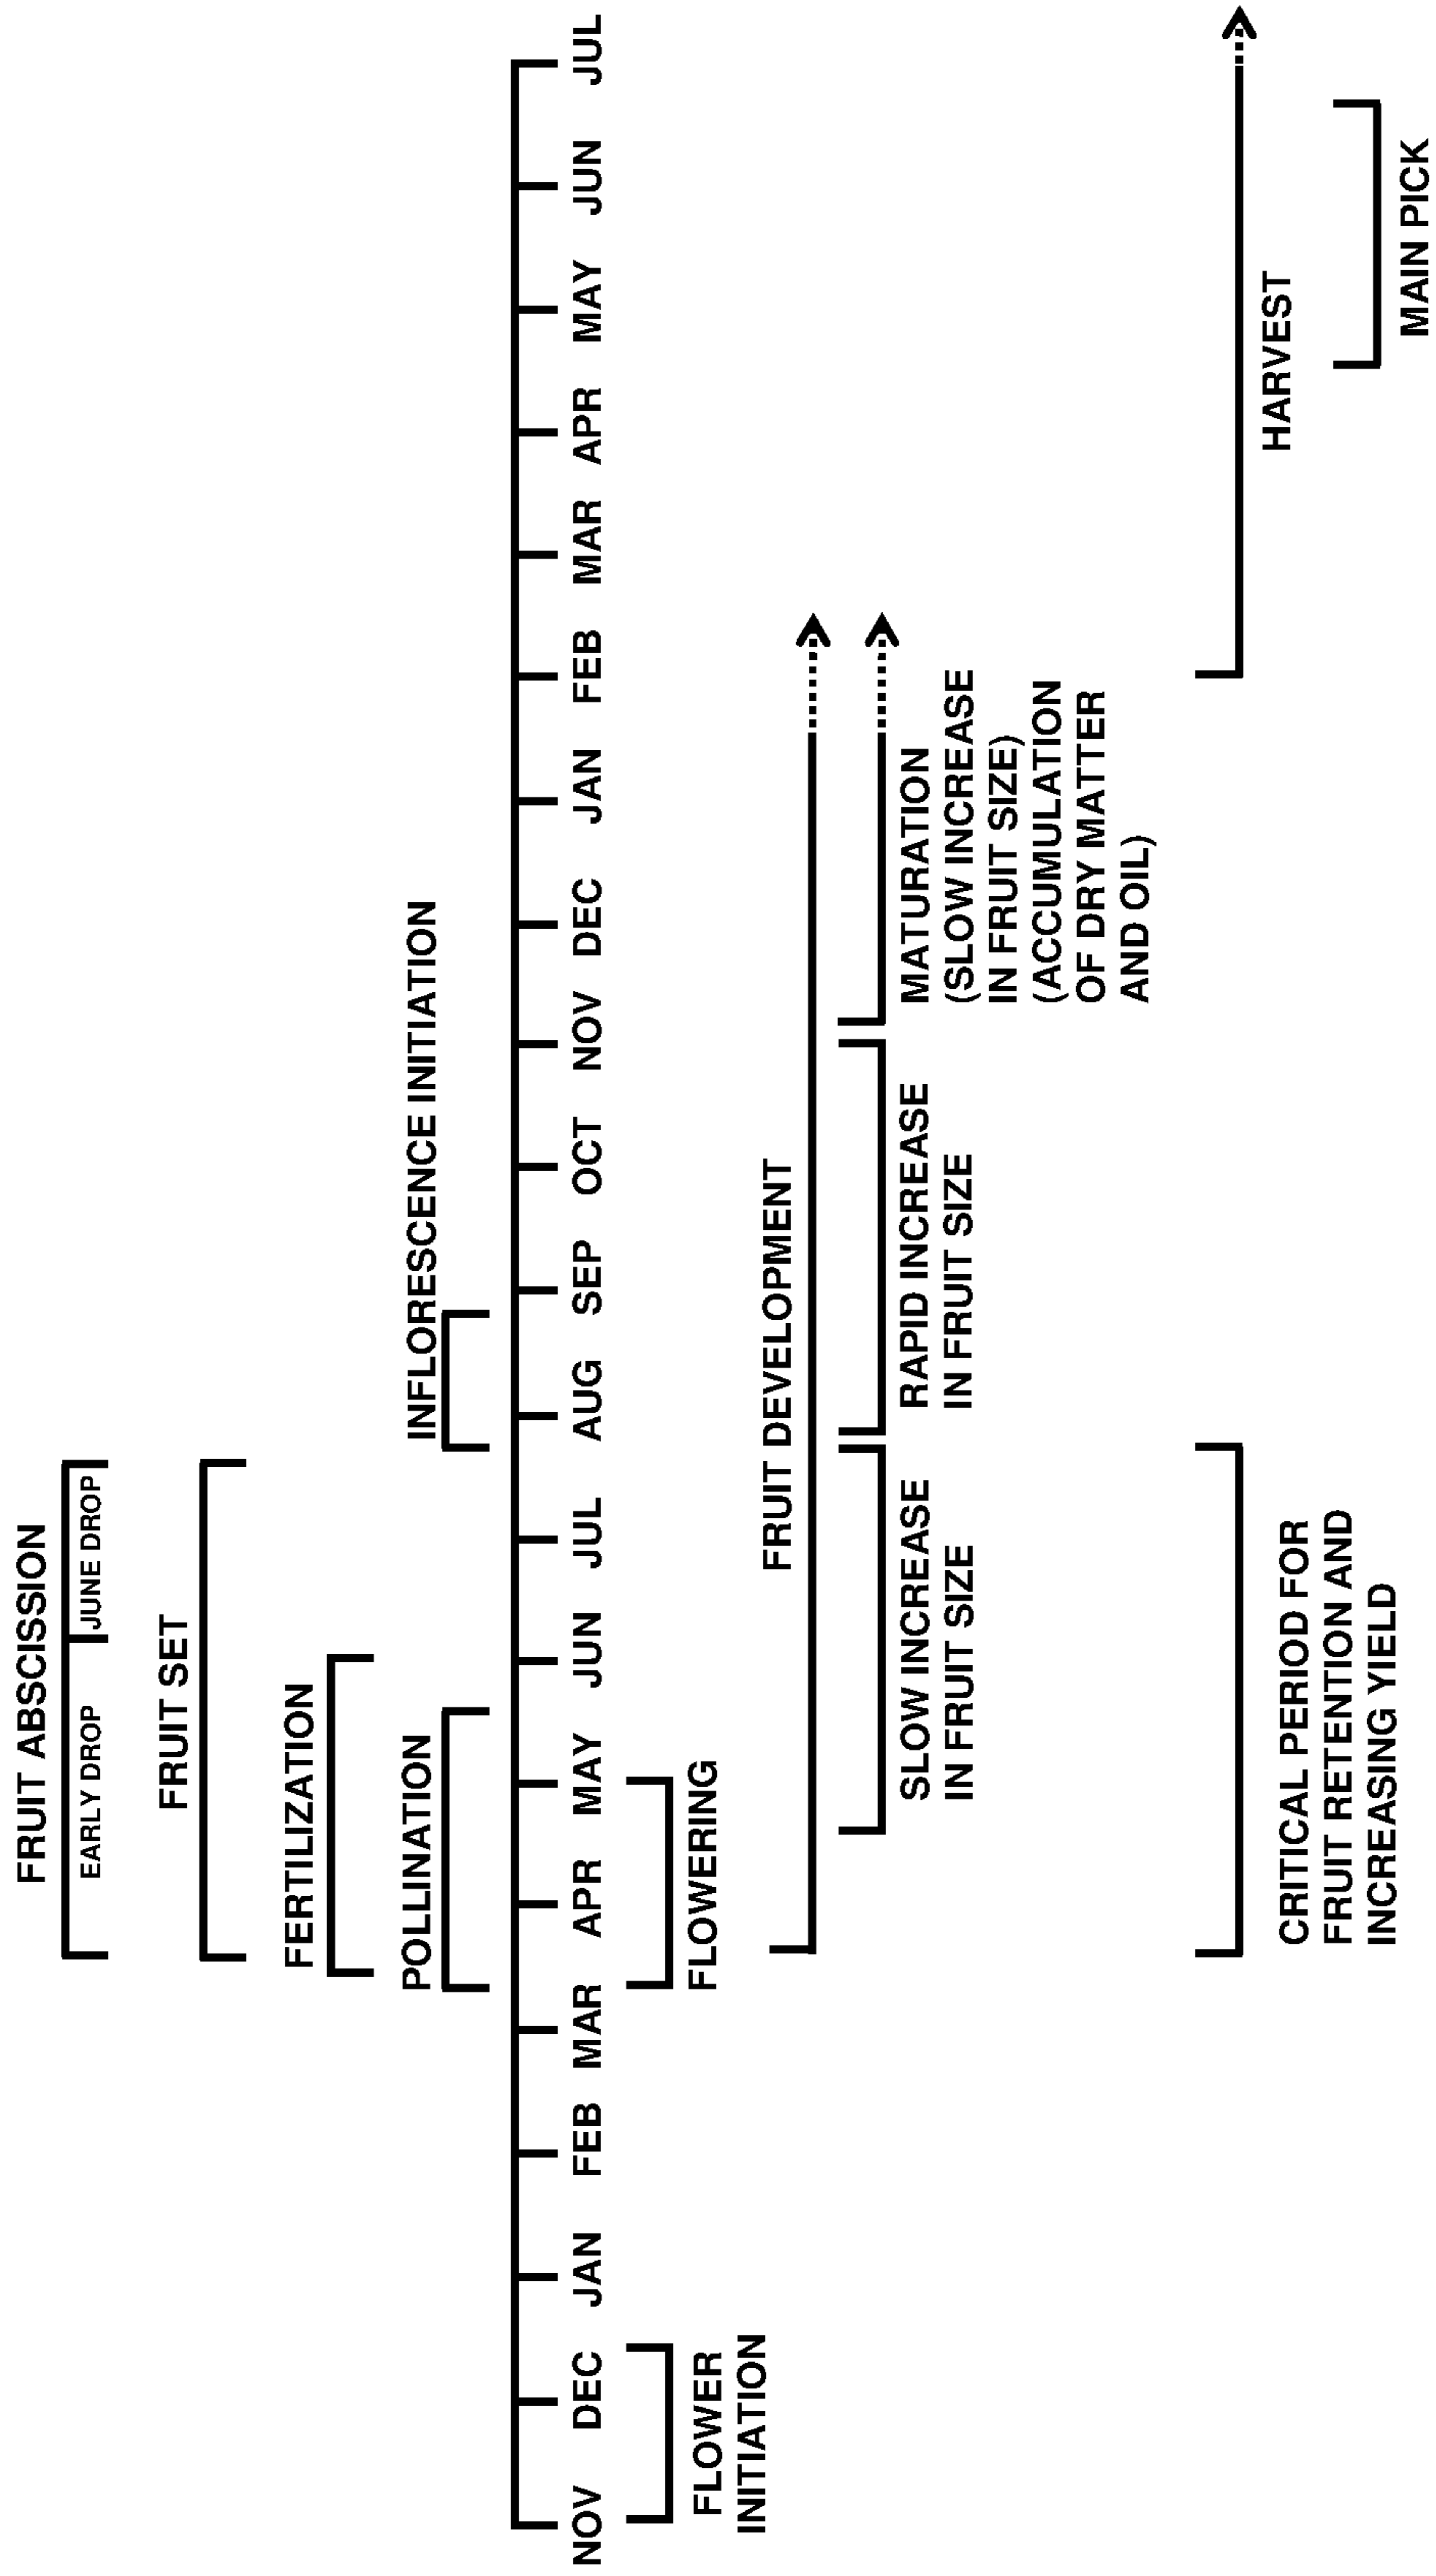 FRUIT ABSCISSION
EARLY DROP JUNE DROP
FRUIT SET
FERTILIZATION
POLLINATION
INFLORESCENCE INITIATION
NOV DEC JAN FEB MAR APR MAY JUN JUL AUG SEP OCT NOV DEC JAN FEB MAR APR MAY JUN JUL
FLOWER
INITIATION
FLOWERING
FRUIT DEVELOPMENT
SLOW INCREASE
IN FRUIT SIZE
RAPID INCREASE
IN FRUIT SIZE
MATURATION
(SLOW INCREASE
IN FRUIT SIZE)
(ACCUMULATION
OF DRY MATTER
AND OIL)
CRITICAL PERIOD FOR
FRUIT RETENTION AND
INCREASING YIELD
HARVEST
MAIN PICK